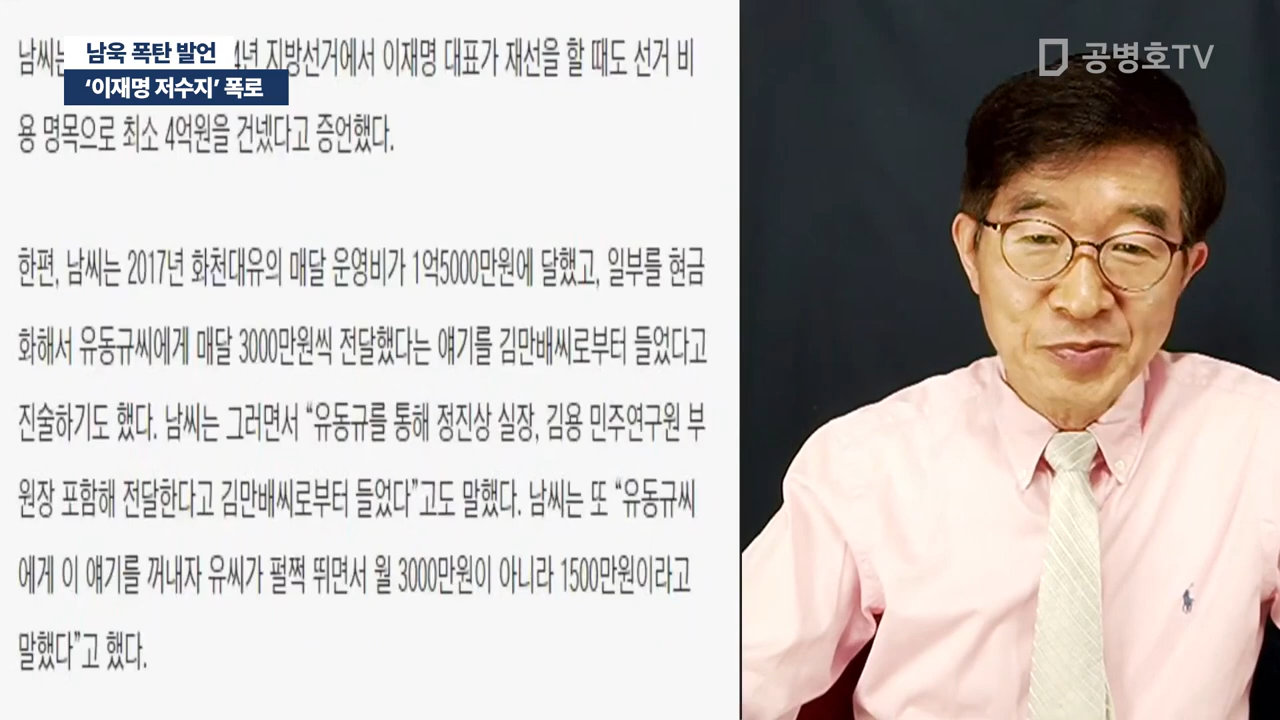 남욱 폭탄 발언
‘이재명 저수지’ 폭로
공병호TV
남씨는 4년 지방선거에서 이재명 대표가 재선을 할 때도 선거 비
용 명목으로 최소 4억원을 건넸다고 증언했다.
한편, 남씨는 2017년 화천대유의 매달 운영비가 1억5000만원에 달했고, 일부를 현금
화해서 유동규씨에게 매달 3000만원씩 전달했다는 얘기를 김만배씨로부터 들었다고
진술하기도 했다. 남씨는 그러면서 “유동규를 통해 정진상 실장, 김용 민주연구원 부
원장 포함해 전달한다고 김만배씨로부터 들었다”고도 말했다. 남씨는 또 “유동규씨
에게 이 얘기를 꺼내자 유씨가 펄쩍 뛰면서 월 3000만원이 아니라 1500만원이라고
말했다”고 했다.